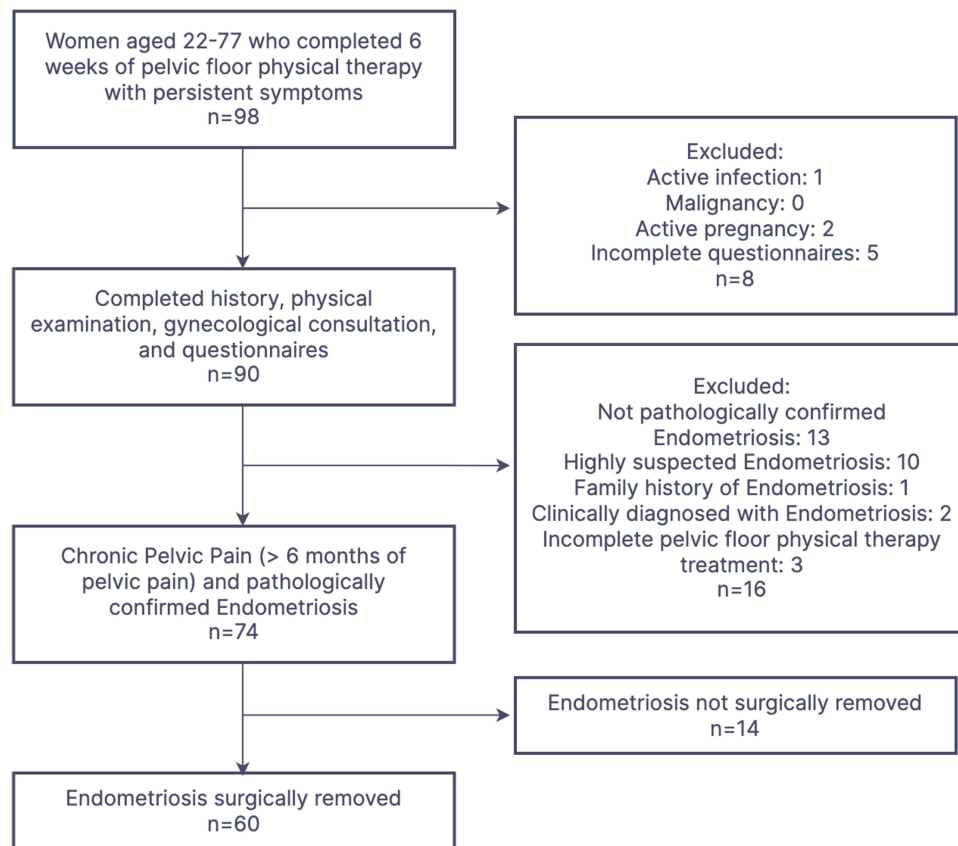 Women aged 22-77 who completed 6
weeks of pelvic floor physical therapy
with persistent symptoms
n=98
Excluded:
Active infection: 1
Malignancy: 0
Active pregnancy: 2
Incomplete questionnaires: 5
n=8
Completed history, physical
examination, gynecological consultation,
and questionnaires
n=90
Excluded:
Not pathologically confirmed
Endometriosis: 13
Highly suspected Endometriosis: 10
Family history of Endometriosis: 1
Clinically diagnosed with Endometriosis: 2
Incomplete pelvic floor physical therapy
treatment: 3
n=16
Chronic Pelvic Pain (> 6 months of
pelvic pain) and pathologically
confirmed Endometriosis
n=74
Endometriosis not surgically removed
n=14
Endometriosis surgically removed
n=60